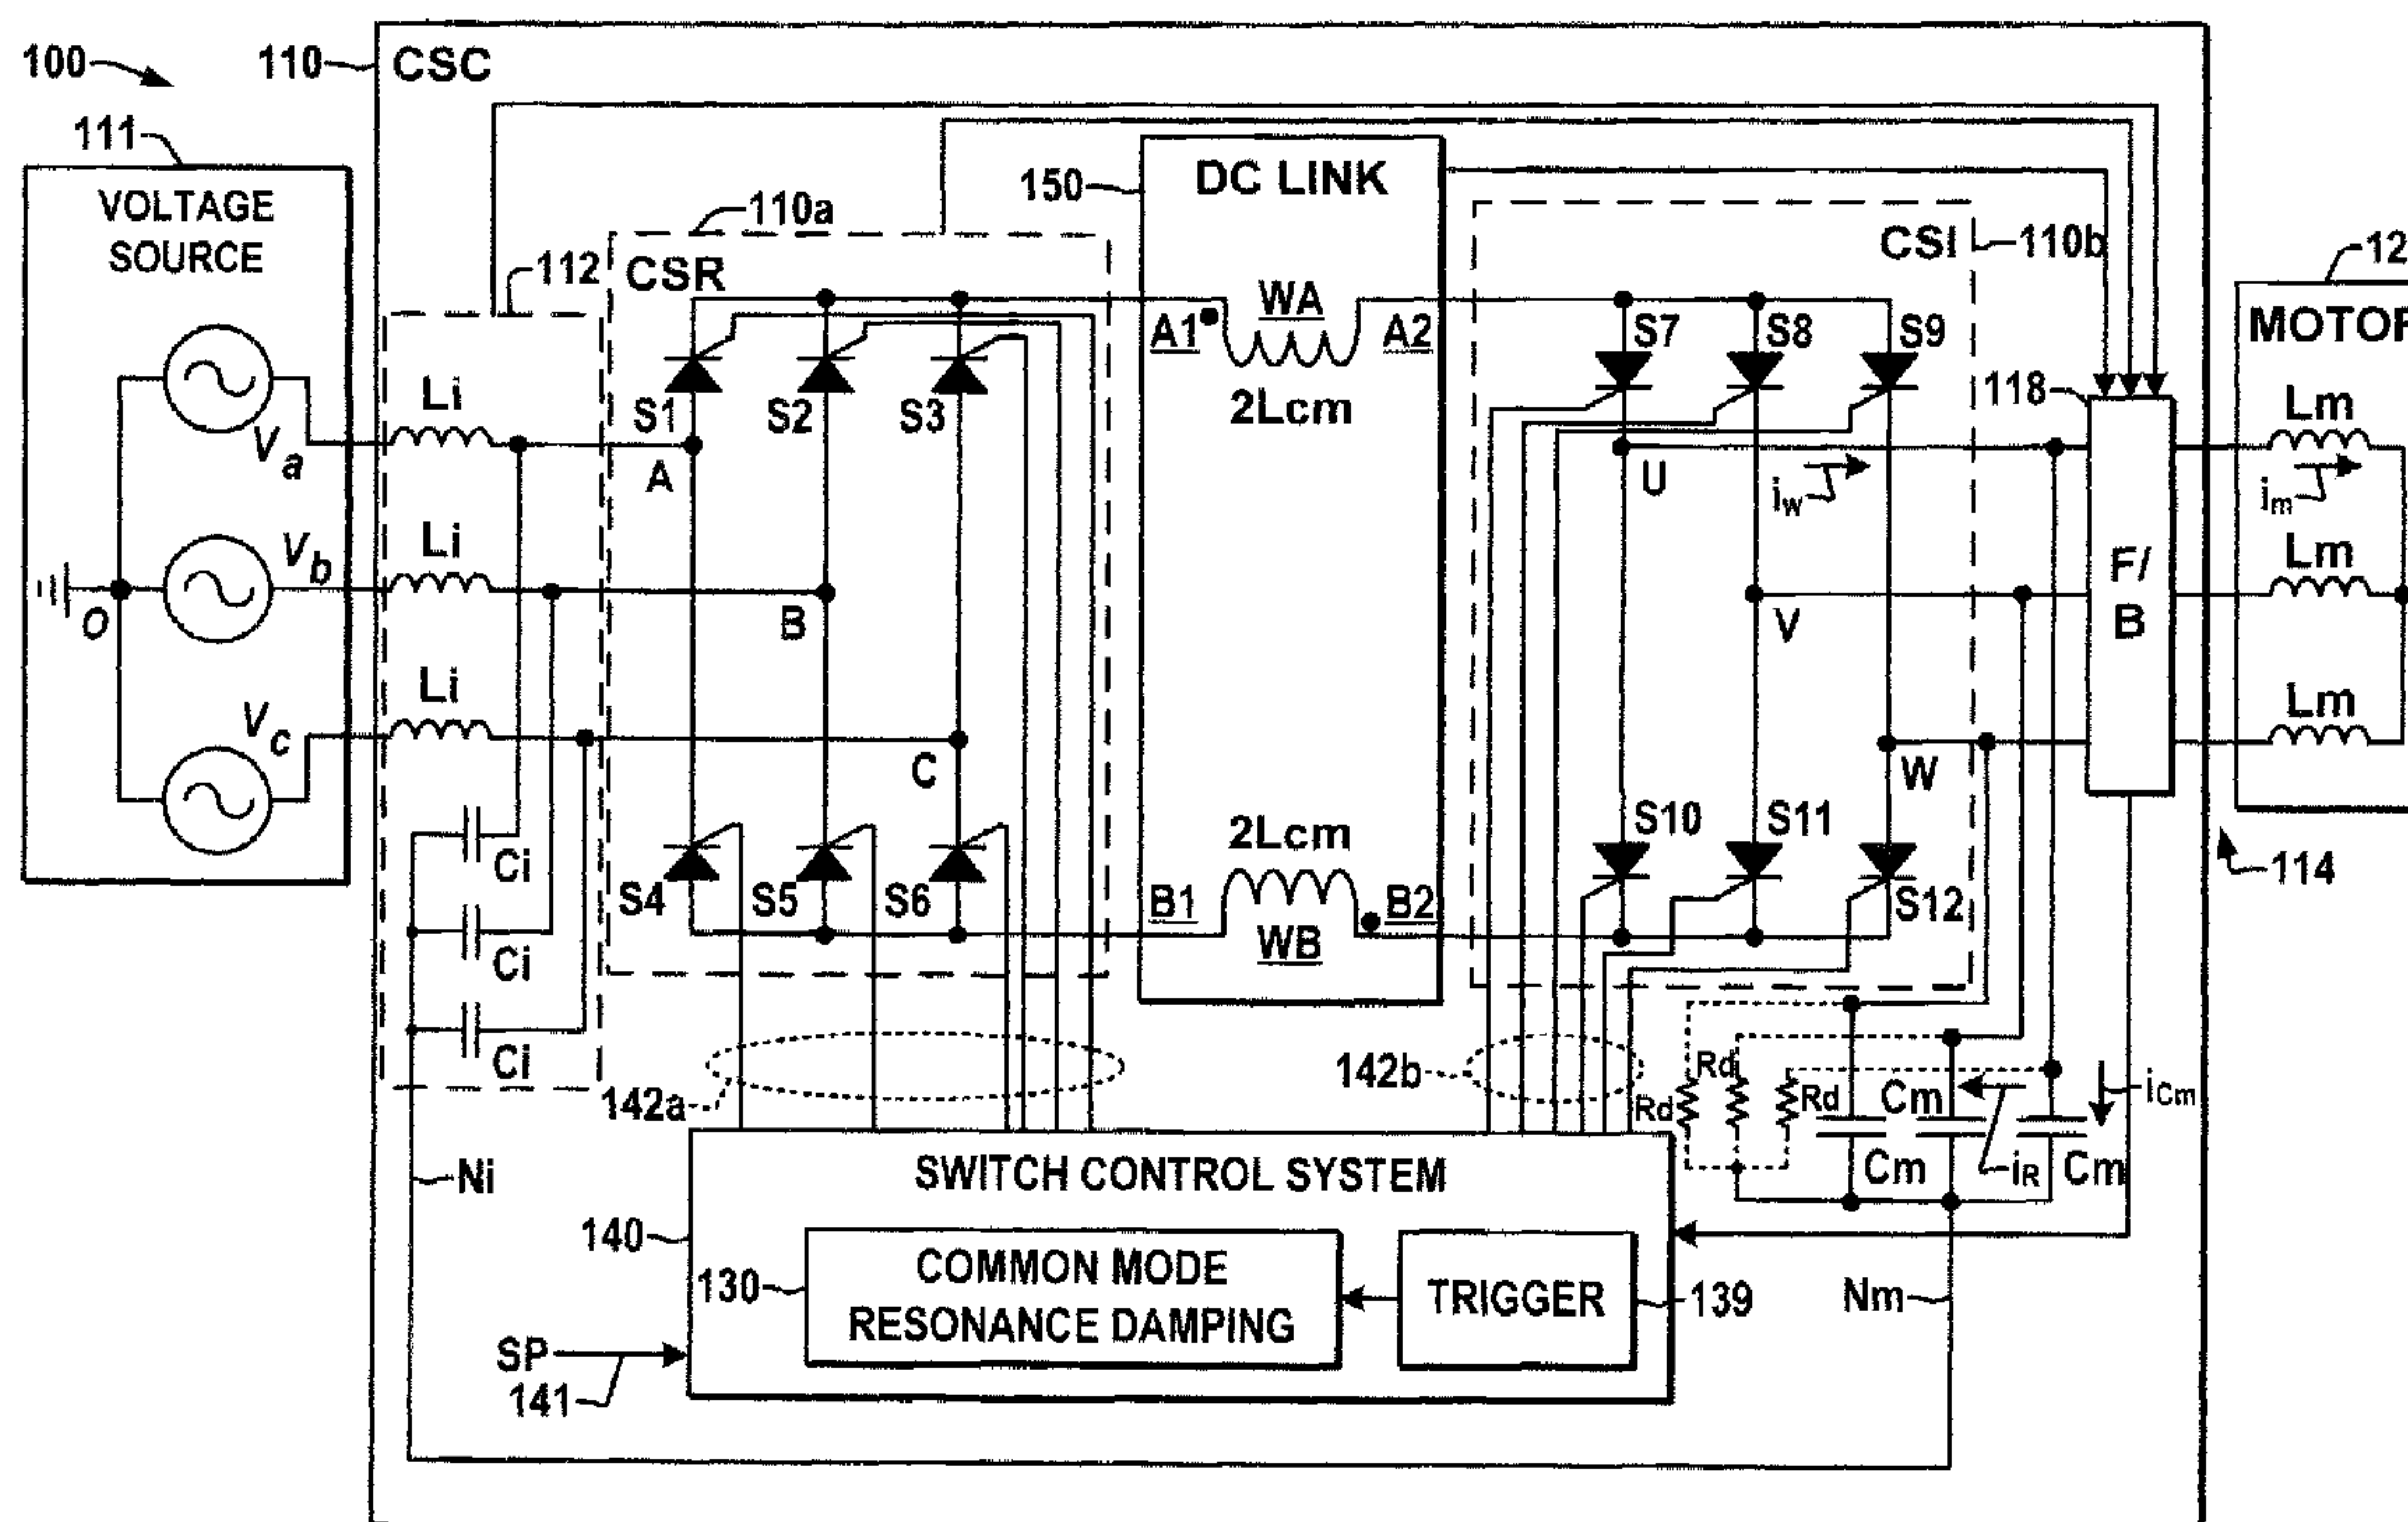 100
110
CSC
111
VOLTAGE
SOURCE
Va
Vb
O
Vc
112
Li
Li
Li
Ci
Ci
Ci
Ni
110a
CSR
S1
S2
S3
A
B
C
S4
S5
S6
142a
150
DC LINK
WA
A1
A2
2Lcm
2Lcm
B1
B2
WB
CSI
110b
S7
S8
S9
U
iw
V
W
S10
S11
S12
142b
118
F/
B
12
MOTOR
Lm
im
Lm
Lm
114
Rd
Rd
Rd
Cm
Cm
Cm
iR
iCm
Nm
SWITCH CONTROL SYSTEM
140
130
COMMON MODE
RESONANCE DAMPING
TRIGGER
139
SP
141